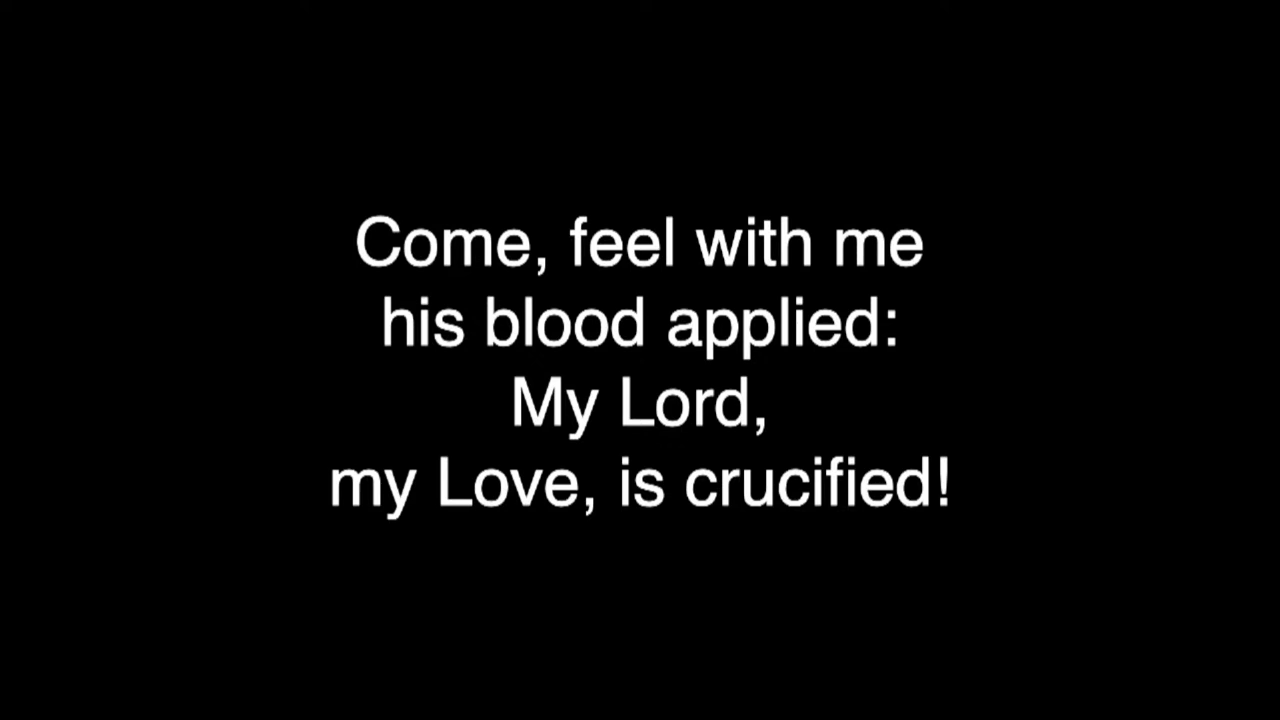 Come, feel with me
his blood applied:
My Lord,
my Love, is crucified!